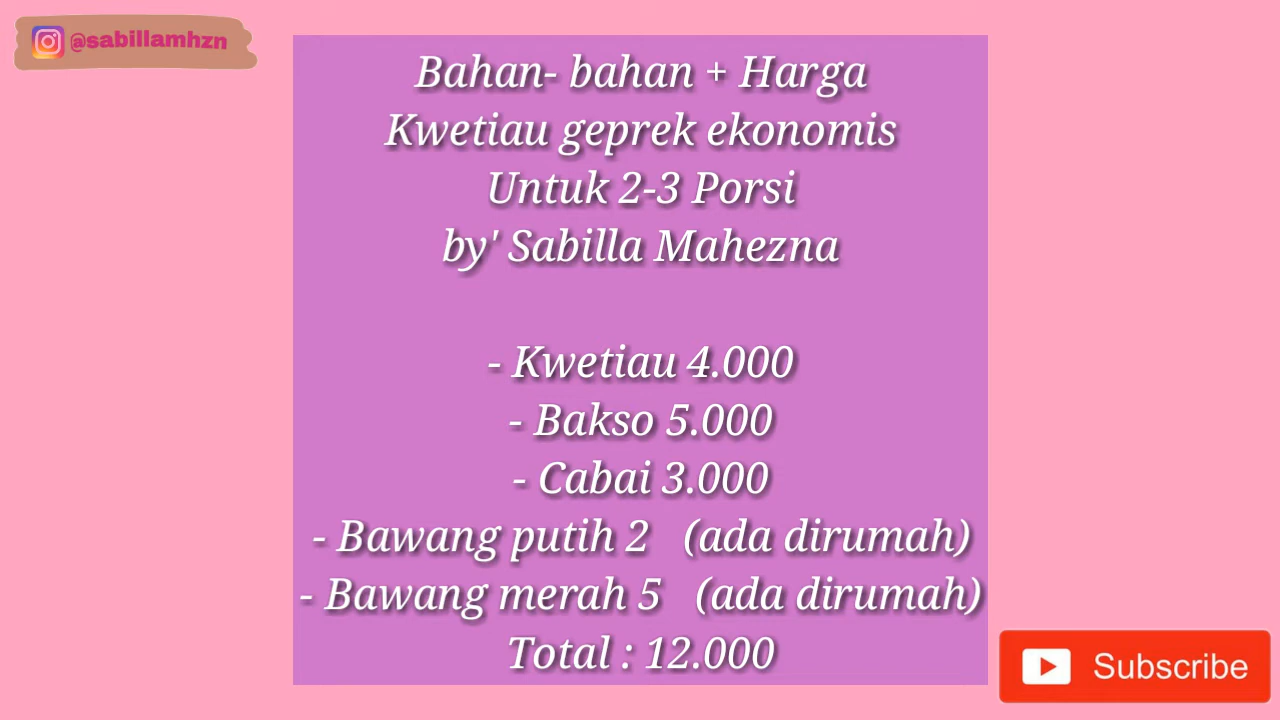 @sabillamhzn
Bahan- bahan + Harga
Kwetiau geprek ekonomis
Untuk 2-3 Porsi
by' Sabilla Mahezna
- Kwetiau 4.000
- Bakso 5.000
- Cabai 3.000
- Bawang putih 2 (ada dirumah)
- Bawang merah 5 (ada dirumah)
Total : 12.000
Subscribe